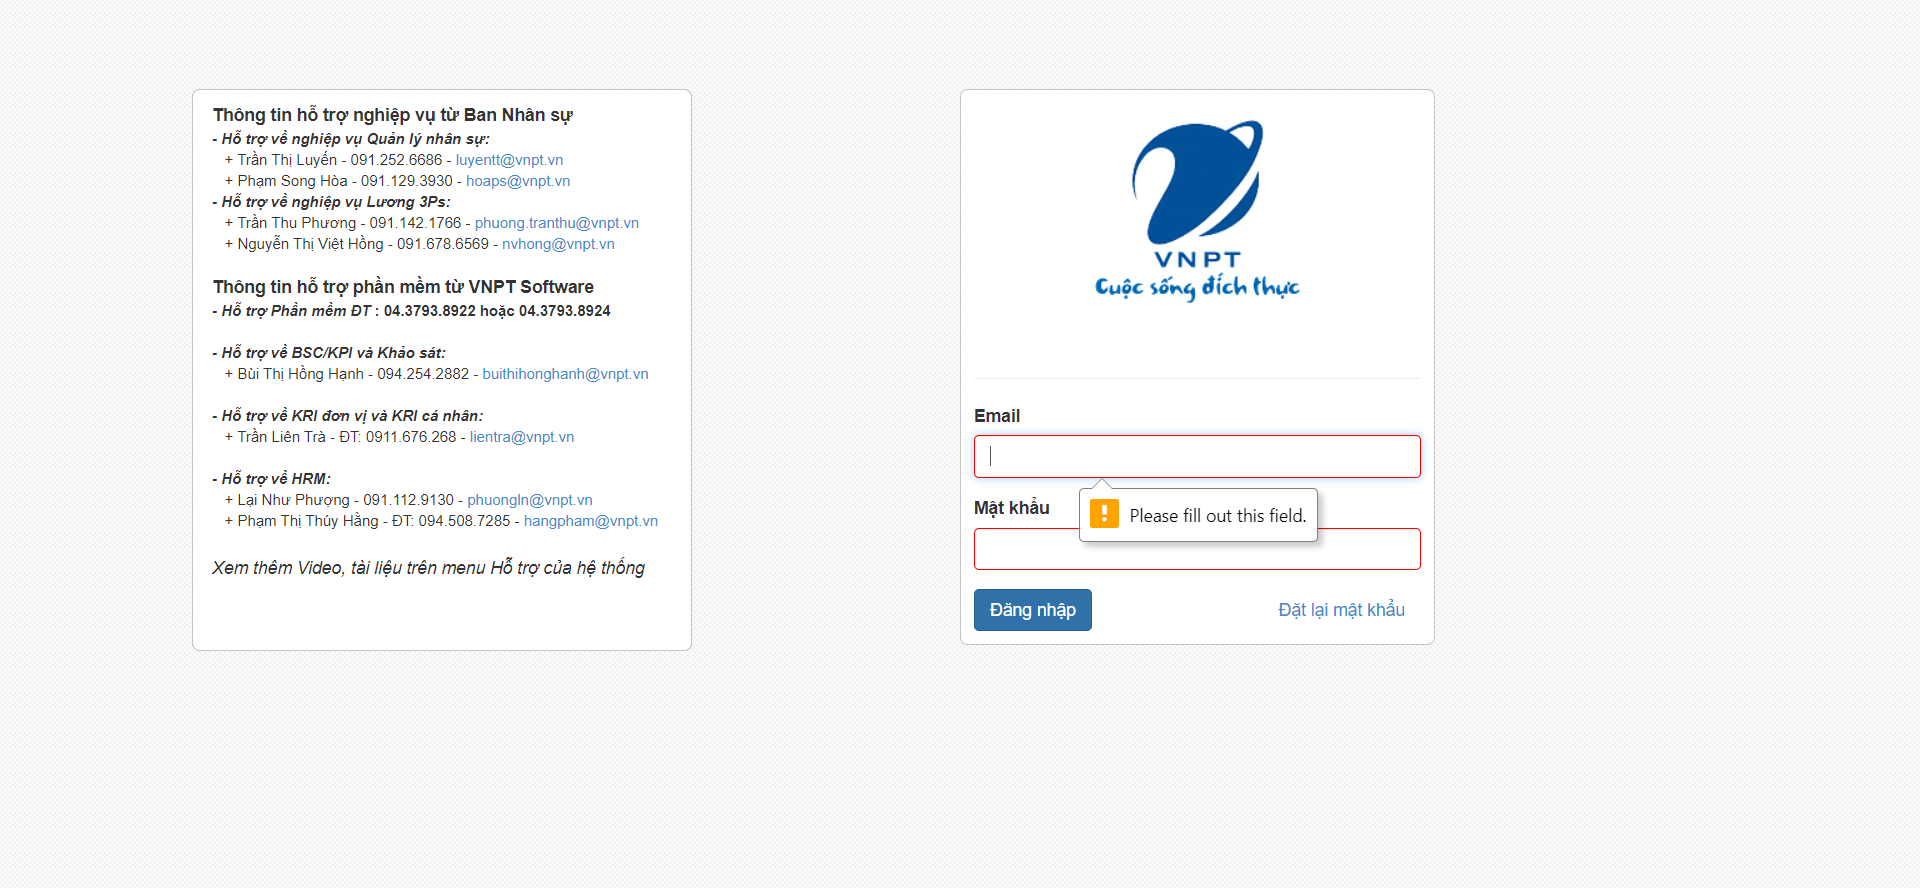 Thông tin hỗ trợ nghiệp vụ từ Ban Nhân sự
- Hỗ trợ về nghiệp vụ Quản lý nhân sự:
+ Trần Thị Luyến - 091.252.6686 - luyentt@vnpt.vn
+ Phạm Song Hòa - 091.129.3930 - hoaps@vnpt.vn
- Hỗ trợ về nghiệp vụ Lương 3Ps:
+ Trần Thu Phương - 091.142.1766 - phuong.tranthu@vnpt.vn
+ Nguyễn Thị Việt Hồng - 091.678.6569 - nvhong@vnpt.vn
Thông tin hỗ trợ phần mềm từ VNPT Software
- Hỗ trợ Phần mềm ĐT : 04.3793.8922 hoặc 04.3793.8924
- Hỗ trợ về BSC/KPI và Khảo sát:
+ Bùi Thị Hồng Hạnh - 094.254.2882 - buithihonghanh@vnpt.vn
- Hỗ trợ về KRI đơn vị và KRI cá nhân:
+ Trần Liên Trà - ĐT: 0911.676.268 - lientra@vnpt.vn
- Hỗ trợ về HRM:
+ Lại Như Phượng - 091.112.9130 - phuongln@vnpt.vn
+ Phạm Thị Thúy Hằng - ĐT: 094.508.7285 - hangpham@vnpt.vn
Xem thêm Video, tài liệu trên menu Hỗ trợ của hệ thống
VNPT
Cuộc sống đích thực
Email
Mật khẩu
Please fill out this field.
Đăng nhập
Đặt lại mật khẩu